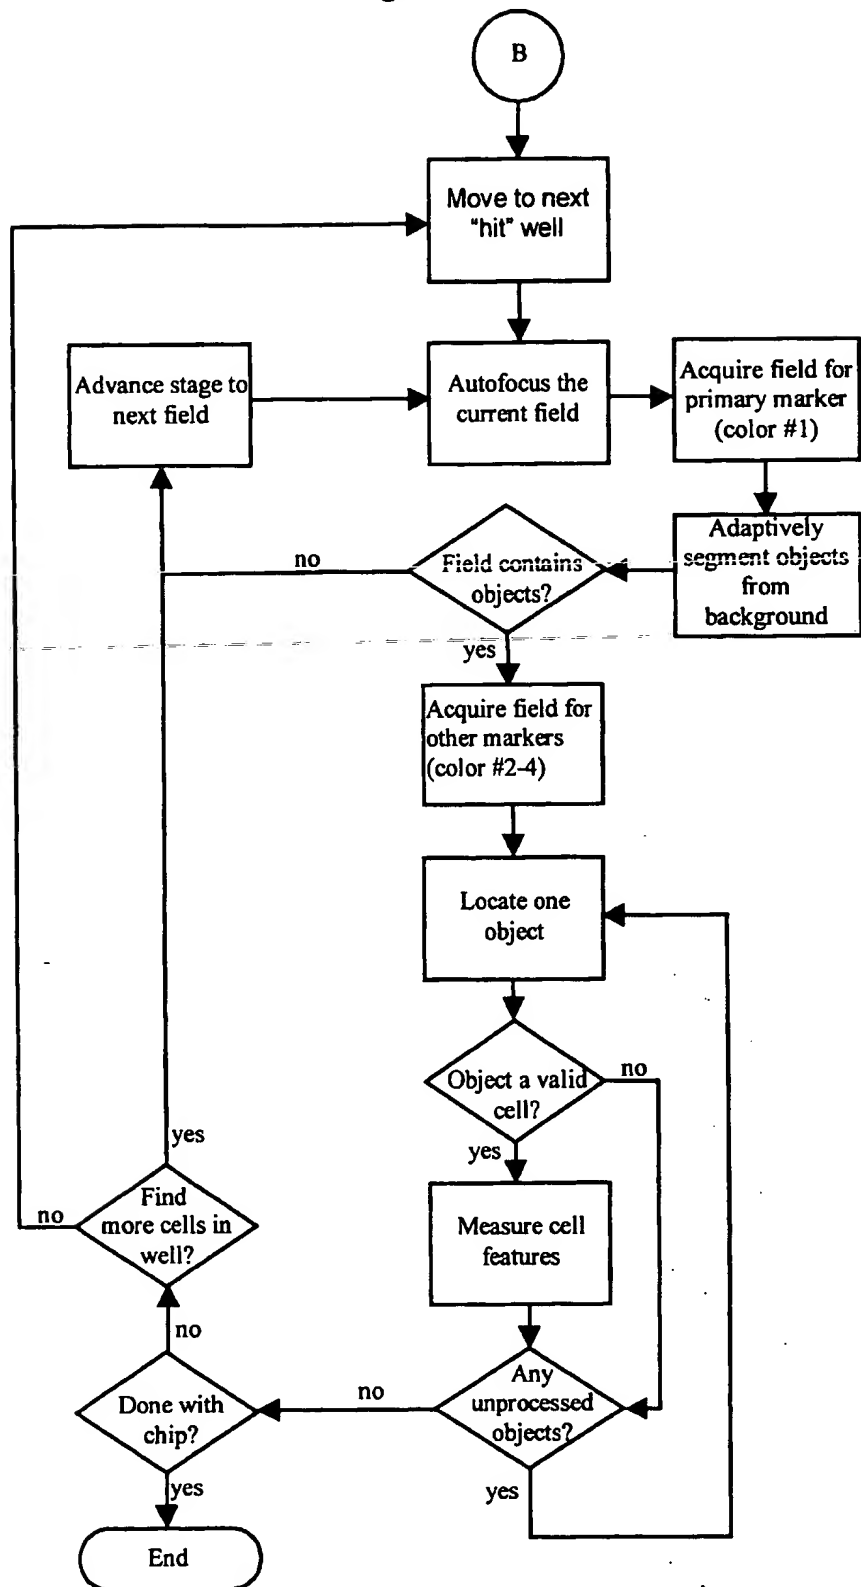 B
Move to next
"hit" well
Advance stage to
next field
Autofocus the
current field
Acquire field for
primary marker
(color #1)
Adaptively
segment objects
from
background
Field contains
objects?
no
yes
Acquire field for
other markers
(color #2-4)
Locate one
object
Object a valid
cell?
no
yes
Measure cell
features
Any
unprocessed
objects?
no
yes
Done with
chip?
no
yes
Find
more cells in
well?
yes
no
End